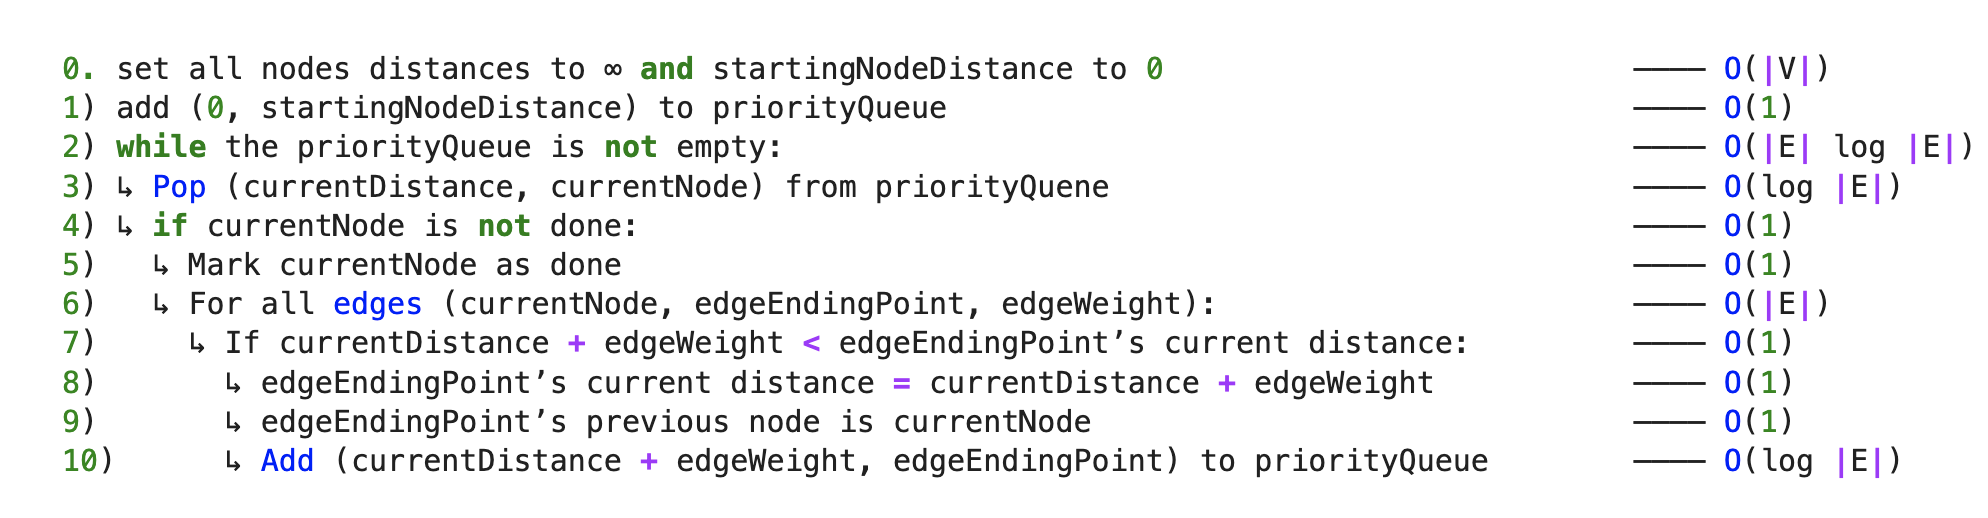 0. set all nodes distances to ∞ and startingNodeDistance to 0 ———— O(|V|)
1) add (0, startingNodeDistance) to priorityQueue ———— O(1)
2) while the priorityQueue is not empty: ———— O(|E| log |E|)
3) ↳ Pop (currentDistance, currentNode) from priorityQuene ———— O(log |E|)
4) ↳ if currentNode is not done: ———— O(1)
5) ↳ Mark currentNode as done ———— O(1)
6) ↳ For all edges (currentNode, edgeEndingPoint, edgeWeight): ———— O(|E|)
7) ↳ If currentDistance + edgeWeight < edgeEndingPoint’s current distance: ———— O(1)
8) ↳ edgeEndingPoint’s current distance = currentDistance + edgeWeight ———— O(1)
9) ↳ edgeEndingPoint’s previous node is currentNode ———— O(1)
10) ↳ Add (currentDistance + edgeWeight, edgeEndingPoint) to priorityQueue ———— O(log |E|)